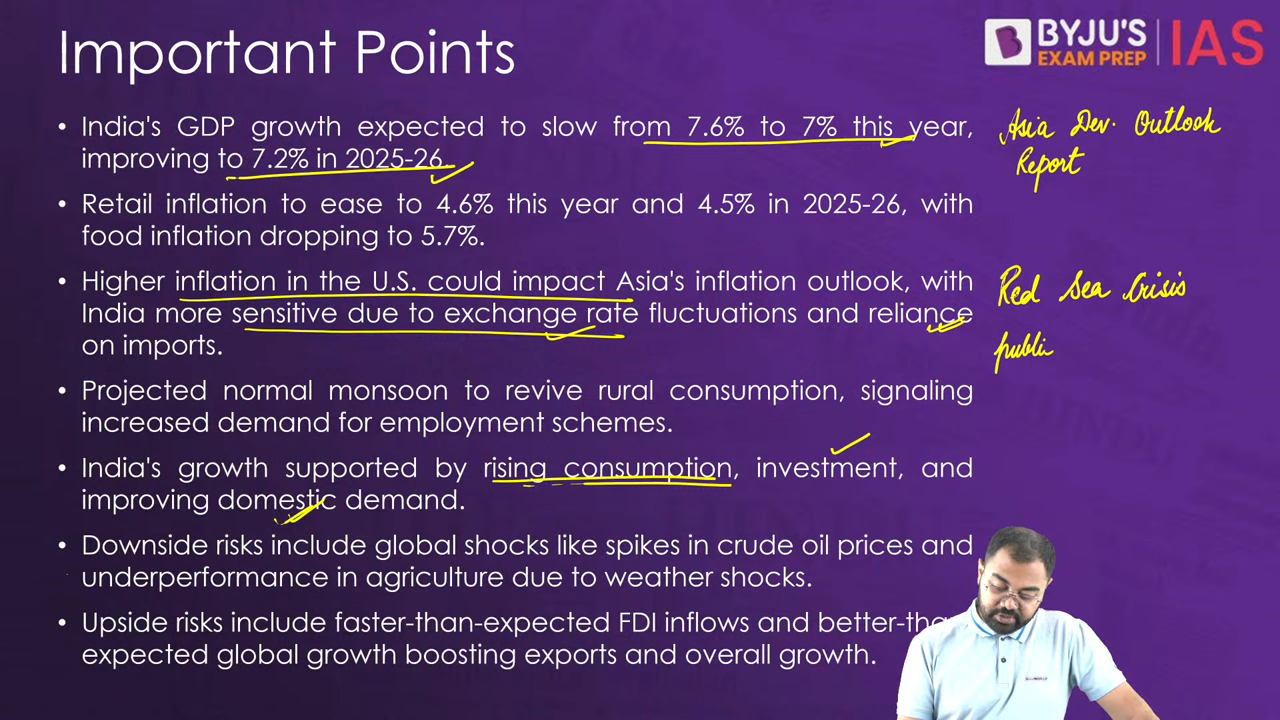 Important Points
BYJU'S
EXAM PREP
IAS
• India's GDP growth expected to slow from 7.6% to 7% this year,
improving to 7.2% in 2025-26.
• Retail inflation to ease to 4.6% this year and 4.5% in 2025-26, with
food inflation dropping to 5.7%.
• Higher inflation in the U.S. could impact Asia's inflation outlook, with
India more sensitive due to exchange rate fluctuations and reliance
on imports.
• Projected normal monsoon to revive rural consumption, signaling
increased demand for employment schemes.
• India's growth supported by rising consumption, investment, and
improving domestic demand.
• Downside risks include global shocks like spikes in crude oil prices and
underperformance in agriculture due to weather shocks.
• Upside risks include faster-than-expected FDI inflows and better-than
expected global growth boosting exports and overall growth.
Asia Dev. Outlook
Report
Red Sea Crisis
publi